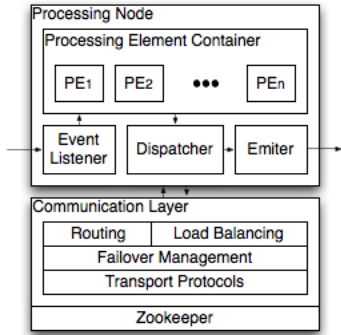 Processing Node
Processing Element Container
PE1 PE2 ••• PEn
Event Listener Dispatcher Emiter
Communication Layer
Routing Load Balancing
Failover Management
Transport Protocols
Zookeeper